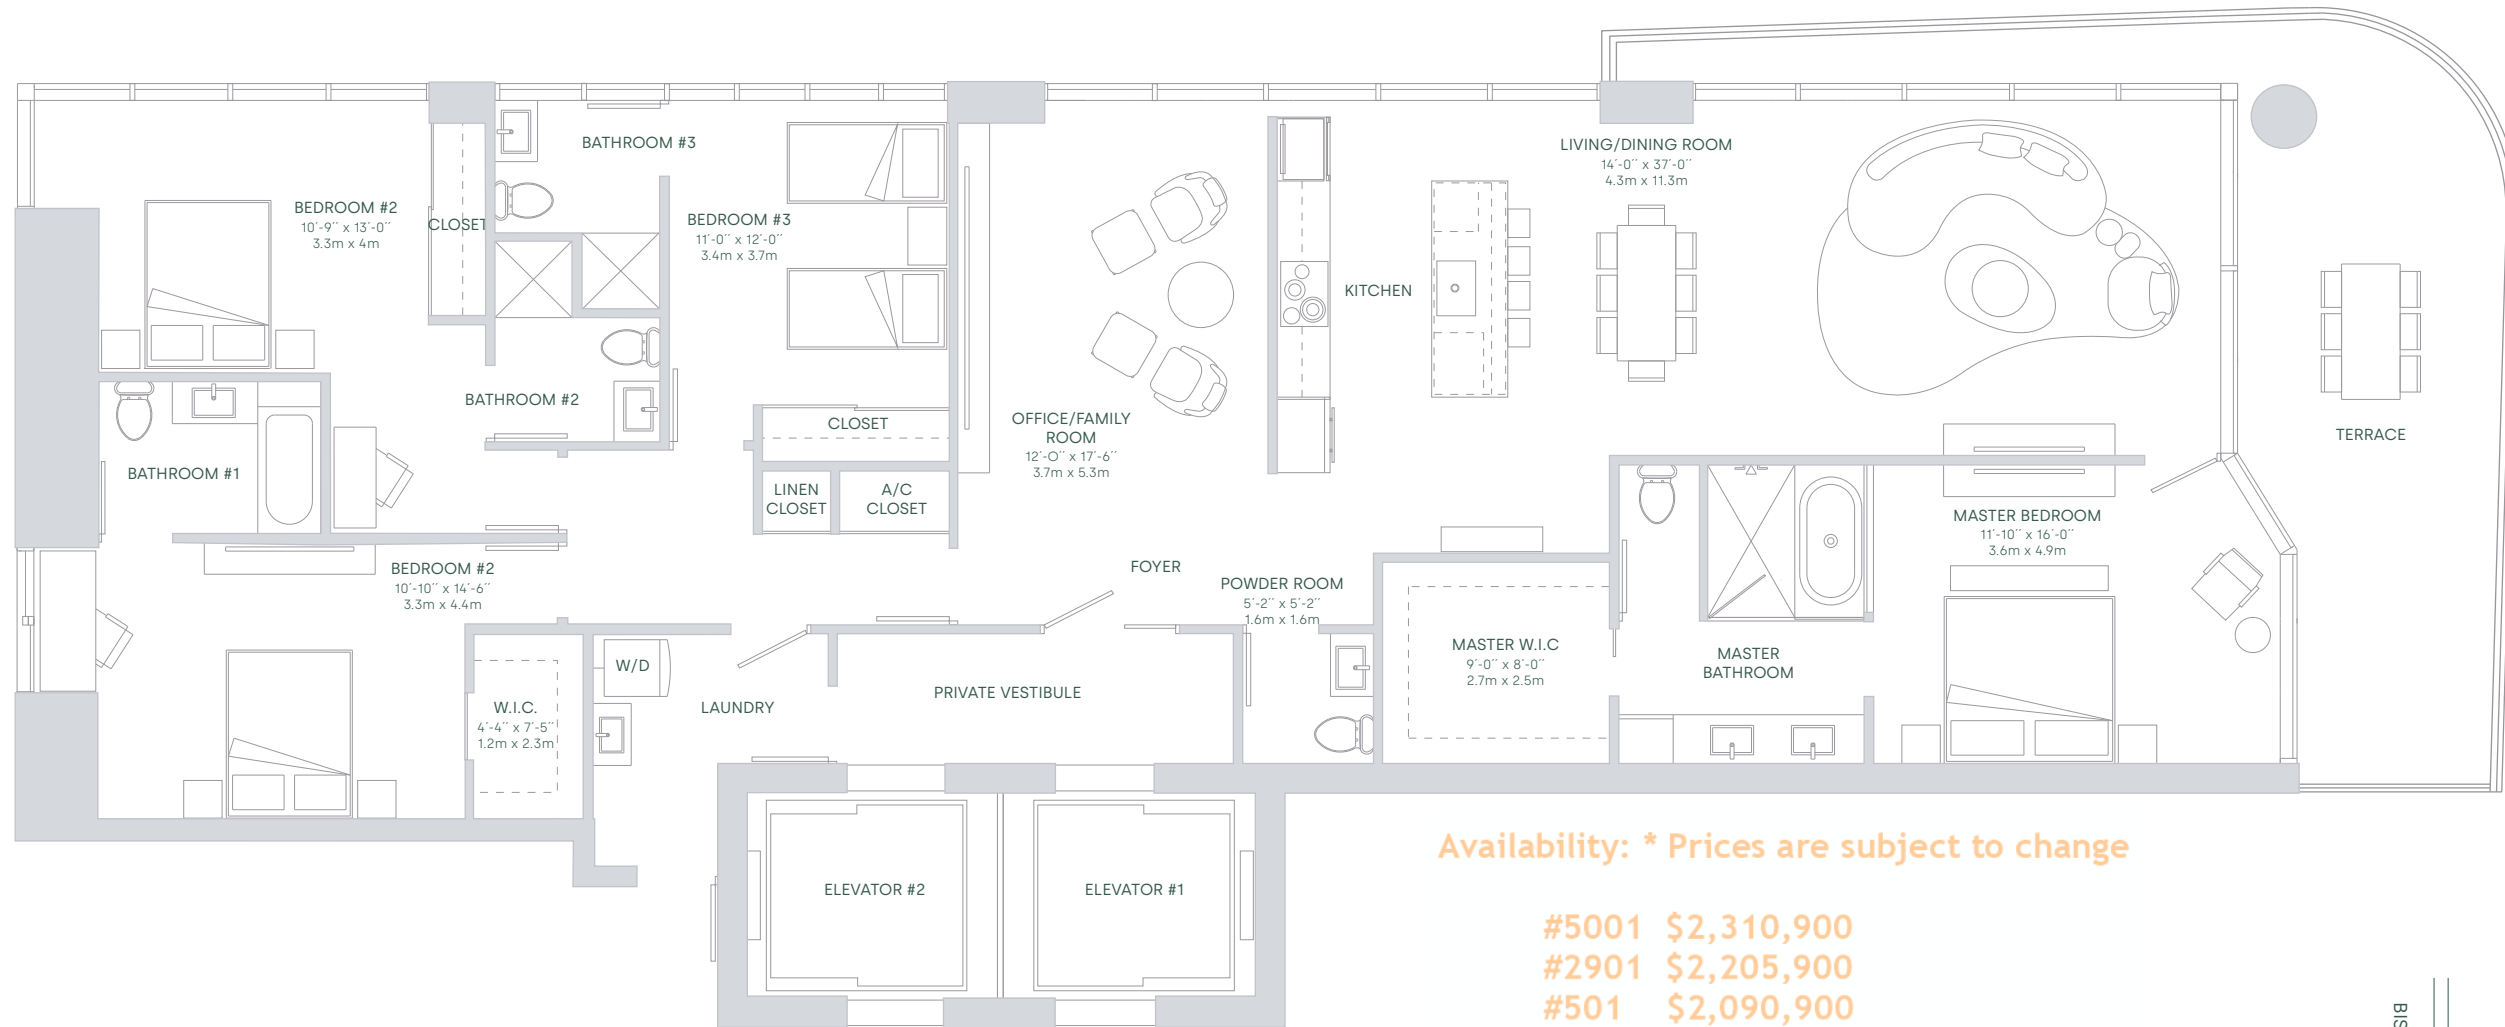 BATHROOM #3
LIVING/DINING ROOM
14´-0´´ x 37´-0´´
4.3m x 11.3m
BEDROOM #2
10´-9´´ x 13´-0´´
3.3m x 4m
CLOSET
BEDROOM #3
11´-0´´ x 12´-0´´
3.4m x 3.7m
KITCHEN
BATHROOM #2
CLOSET
OFFICE/FAMILY
ROOM
12´-O´´ x 17´-6´´
3.7m x 5.3m
TERRACE
BATHROOM #1
LINEN
CLOSET
A/C
CLOSET
MASTER BEDROOM
11´-10´´ x 16´-0´´
3.6m x 4.9m
BEDROOM #2
10´-10´´ x 14´-6´´
3.3m x 4.4m
FOYER
POWDER ROOM
5´-2´´ x 5´-2´´
1.6m x 1.6m
MASTER W.I.C
9´-0´´ x 8´-0´´
2.7m x 2.5m
MASTER
BATHROOM
W/D
PRIVATE VESTIBULE
W.I.C.
4´-4´´ x 7´-5´´
1.2m x 2.3m
LAUNDRY
ELEVATOR #2
ELEVATOR #1
Availability: * Prices are subject to change
#5001 $2,310,900
#2901 $2,205,900
#501 $2,090,900
BIS